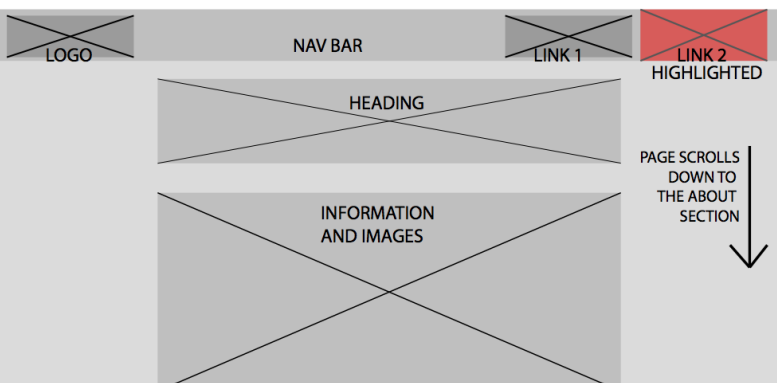 LOGO
NAV BAR
LINK 1
LINK 2
HIGHLIGHTED
HEADING
PAGE SCROLLS
DOWN TO
THE ABOUT
SECTION
INFORMATION
AND IMAGES